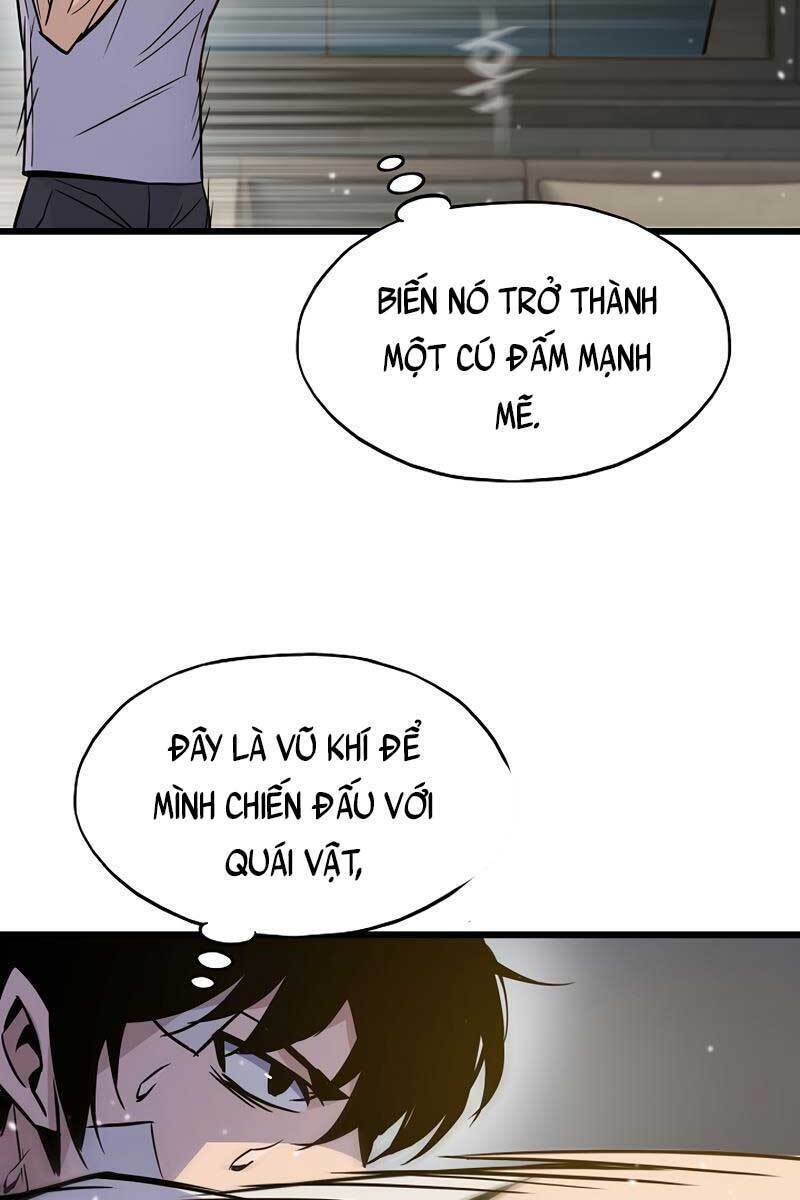 후
BIẾN NÓ TRỞ THÀNH
MỘT CÚ ĐẤM MẠNH
MẼ.
ĐÂY LÀ VŨ KHÍ ĐỂ
MÌNH CHIẾN ĐẤU VỚI
QUÁI VẬT,